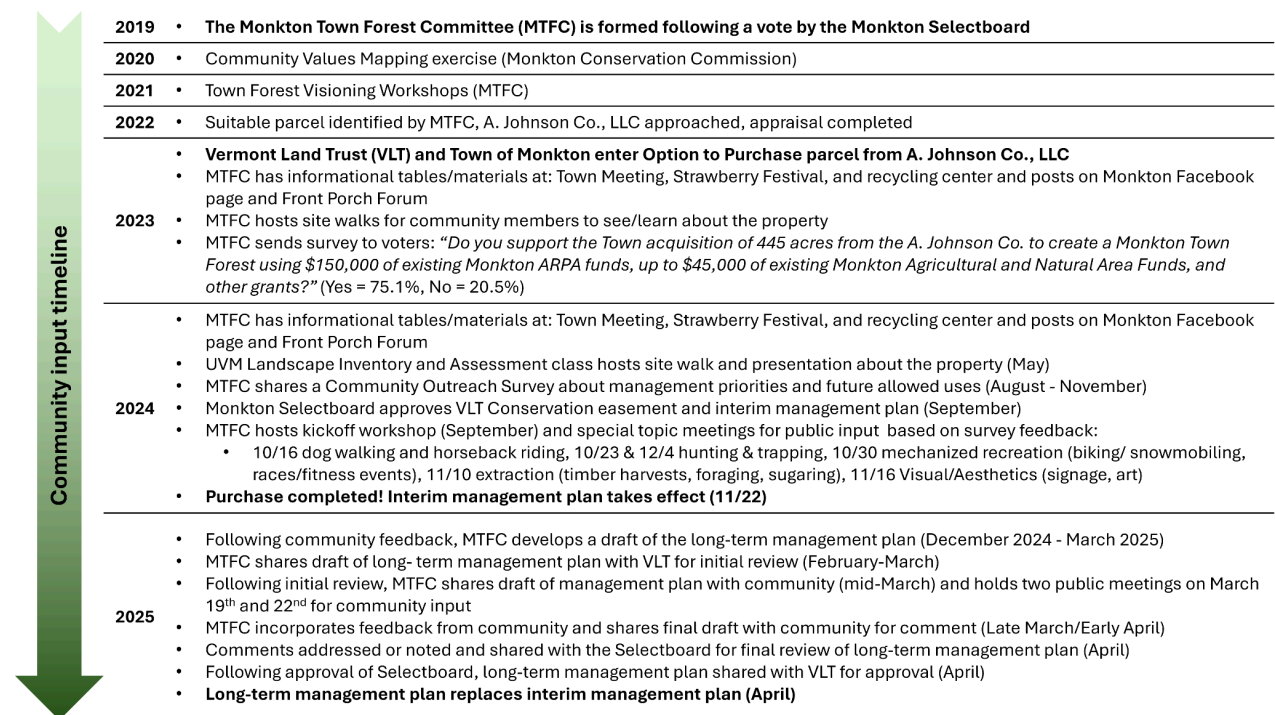 Community input timeline
2019 • The Monkton Town Forest Committee (MTFC) is formed following a vote by the Monkton Selectboard
2020 • Community Values Mapping exercise (Monkton Conservation Commission)
2021 • Town Forest Visioning Workshops (MTFC)
2022 • Suitable parcel identified by MTFC, A. Johnson Co., LLC approached, appraisal completed
2023
• Vermont Land Trust (VLT) and Town of Monkton enter Option to Purchase parcel from A. Johnson Co., LLC
• MTFC has informational tables/materials at: Town Meeting, Strawberry Festival, and recycling center and posts on Monkton Facebook
page and Front Porch Forum
• MTFC hosts site walks for community members to see/learn about the property
• MTFC sends survey to voters: “Do you support the Town acquisition of 445 acres from the A. Johnson Co. to create a Monkton Town
Forest using $150,000 of existing Monkton ARPA funds, up to $45,000 of existing Monkton Agricultural and Natural Area Funds, and
other grants?” (Yes = 75.1%, No = 20.5%)
2024
• MTFC has informational tables/materials at: Town Meeting, Strawberry Festival, and recycling center and posts on Monkton Facebook
page and Front Porch Forum
• UVM Landscape Inventory and Assessment class hosts site walk and presentation about the property (May)
• MTFC shares a Community Outreach Survey about management priorities and future allowed uses (August - November)
• Monkton Selectboard approves VLT Conservation easement and interim management plan (September)
• MTFC hosts kickoff workshop (September) and special topic meetings for public input based on survey feedback:
• 10/16 dog walking and horseback riding, 10/23 & 12/4 hunting & trapping, 10/30 mechanized recreation (biking/ snowmobiling,
races/fitness events), 11/10 extraction (timber harvests, foraging, sugaring), 11/16 Visual/Aesthetics (signage, art)
• Purchase completed! Interim management plan takes effect (11/22)
2025
• Following community feedback, MTFC develops a draft of the long-term management plan (December 2024 - March 2025)
• MTFC shares draft of long- term management plan with VLT for initial review (February-March)
• Following initial review, MTFC shares draft of management plan with community (mid-March) and holds two public meetings on March
19th and 22nd for community input
• MTFC incorporates feedback from community and shares final draft with community for comment (Late March/Early April)
• Comments addressed or noted and shared with the Selectboard for final review of long-term management plan (April)
• Following approval of Selectboard, long-term management plan shared with VLT for approval (April)
• Long-term management plan replaces interim management plan (April)